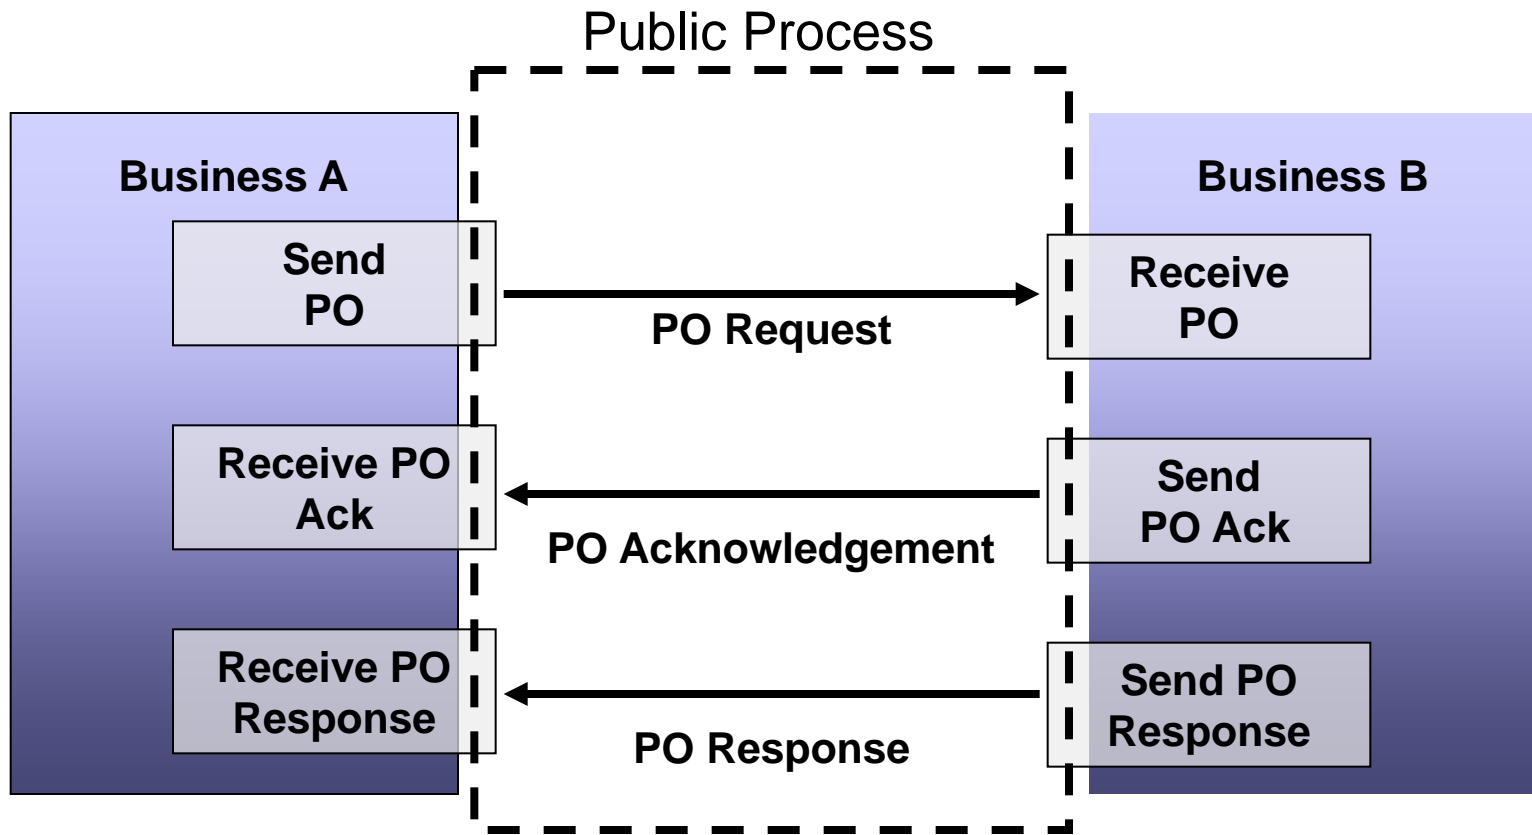 Public Process
Business A
Business B
Send
PO
PO Request
Receive
PO
Receive PO
Ack
PO Acknowledgement
Send
PO Ack
Receive PO
Response
PO Response
Send PO
Response